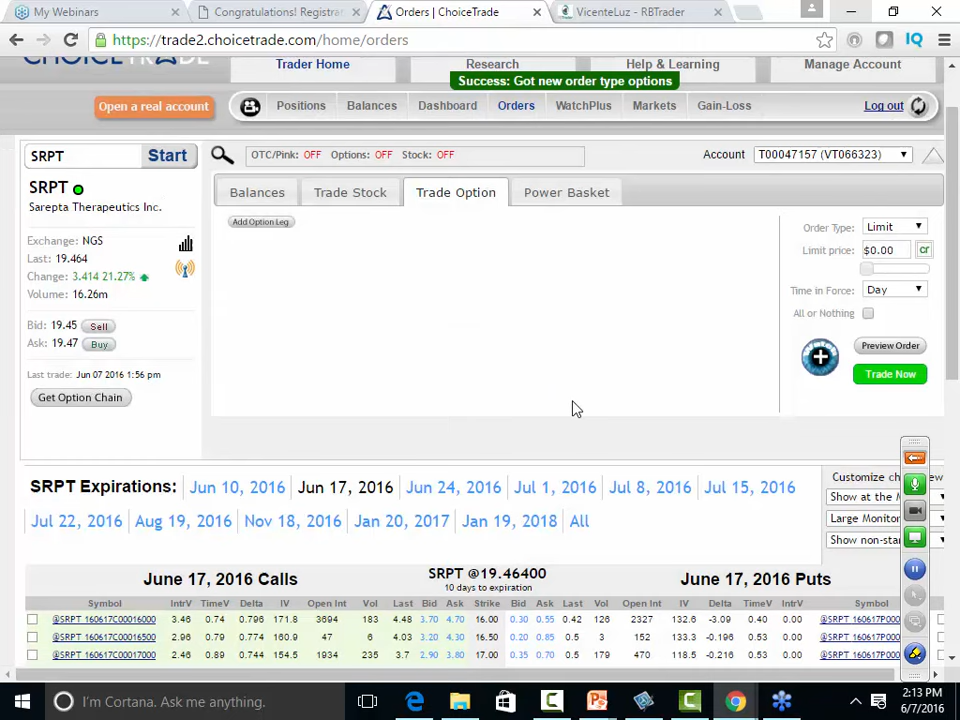 My Webinars
Congratulations! Registra
Orders | ChoiceTrade
VicenteLuz - RBTrader
https://trade2.choicetrade.com/home/orders
CHOICETRADE
Trader Home
Research
Help & Learning
Manage Account
Success: Got new order type options
Open a real account
Positions
Balances
Dashboard
Orders
WatchPlus
Markets
Gain-Loss
Log out
SRPT
Start
OTC/Pink: OFF Options: OFF Stock: OFF
Account
T00047157 (VT066323)
SRPT
Sarepta Therapeutics Inc.
Exchange: NGS
Last: 19.464
Change: 3.414 21.27%
Volume: 16.26m
Bid: 19.45 Sell
Ask: 19.47 Buy
Last trade: Jun 07 2016 1:56 pm
Get Option Chain
Balances
Trade Stock
Trade Option
Power Basket
Add Option Leg
Order Type: Limit
Limit price: $0.00 cr
Time in Force: Day
All or Nothing
Preview Order
Trade Now
SRPT Expirations: Jun 10, 2016 Jun 17, 2016 Jun 24, 2016 Jul 1, 2016 Jul 8, 2016 Jul 15, 2016
Jul 22, 2016 Aug 19, 2016 Nov 18, 2016 Jan 20, 2017 Jan 19, 2018 All
Show at the
Large Monitor
June 17, 2016 Calls
SRPT @19.46400
10 days to expiration
June 17, 2016 Puts
Symbol IntrV TimeV Delta IV Open Int Vol Last Bid Ask Strike Bid Ask Last Vol Open Int IV Delta TimeV IntrV Symbol
@SRPT 160617C00016000 3.46 0.74 0.796 171.8 3694 183 4.48 3.70 4.70 16.00 0.30 0.55 0.42 126 2327 132.6 -3.09 0.40 0.00 @SRPT 160617P000
@SRPT 160617C00016500 2.96 0.79 0.774 160.9 47 6 4.03 3.20 4.30 16.50 0.35 0.65 0.5 3 152 133.3 -0.196 0.53 0.00 @SRPT 160617P000
@SRPT 160617C00017000 2.46 0.89 0.744 154.5 1934 235 3.7 2.90 3.80 17.00 0.35 0.70 0.5 179 470 118.5 -0.216 0.53 0.00 @SRPT 160617P000
I'm Cortana. Ask me anything.
2:13 PM
6/7/2016